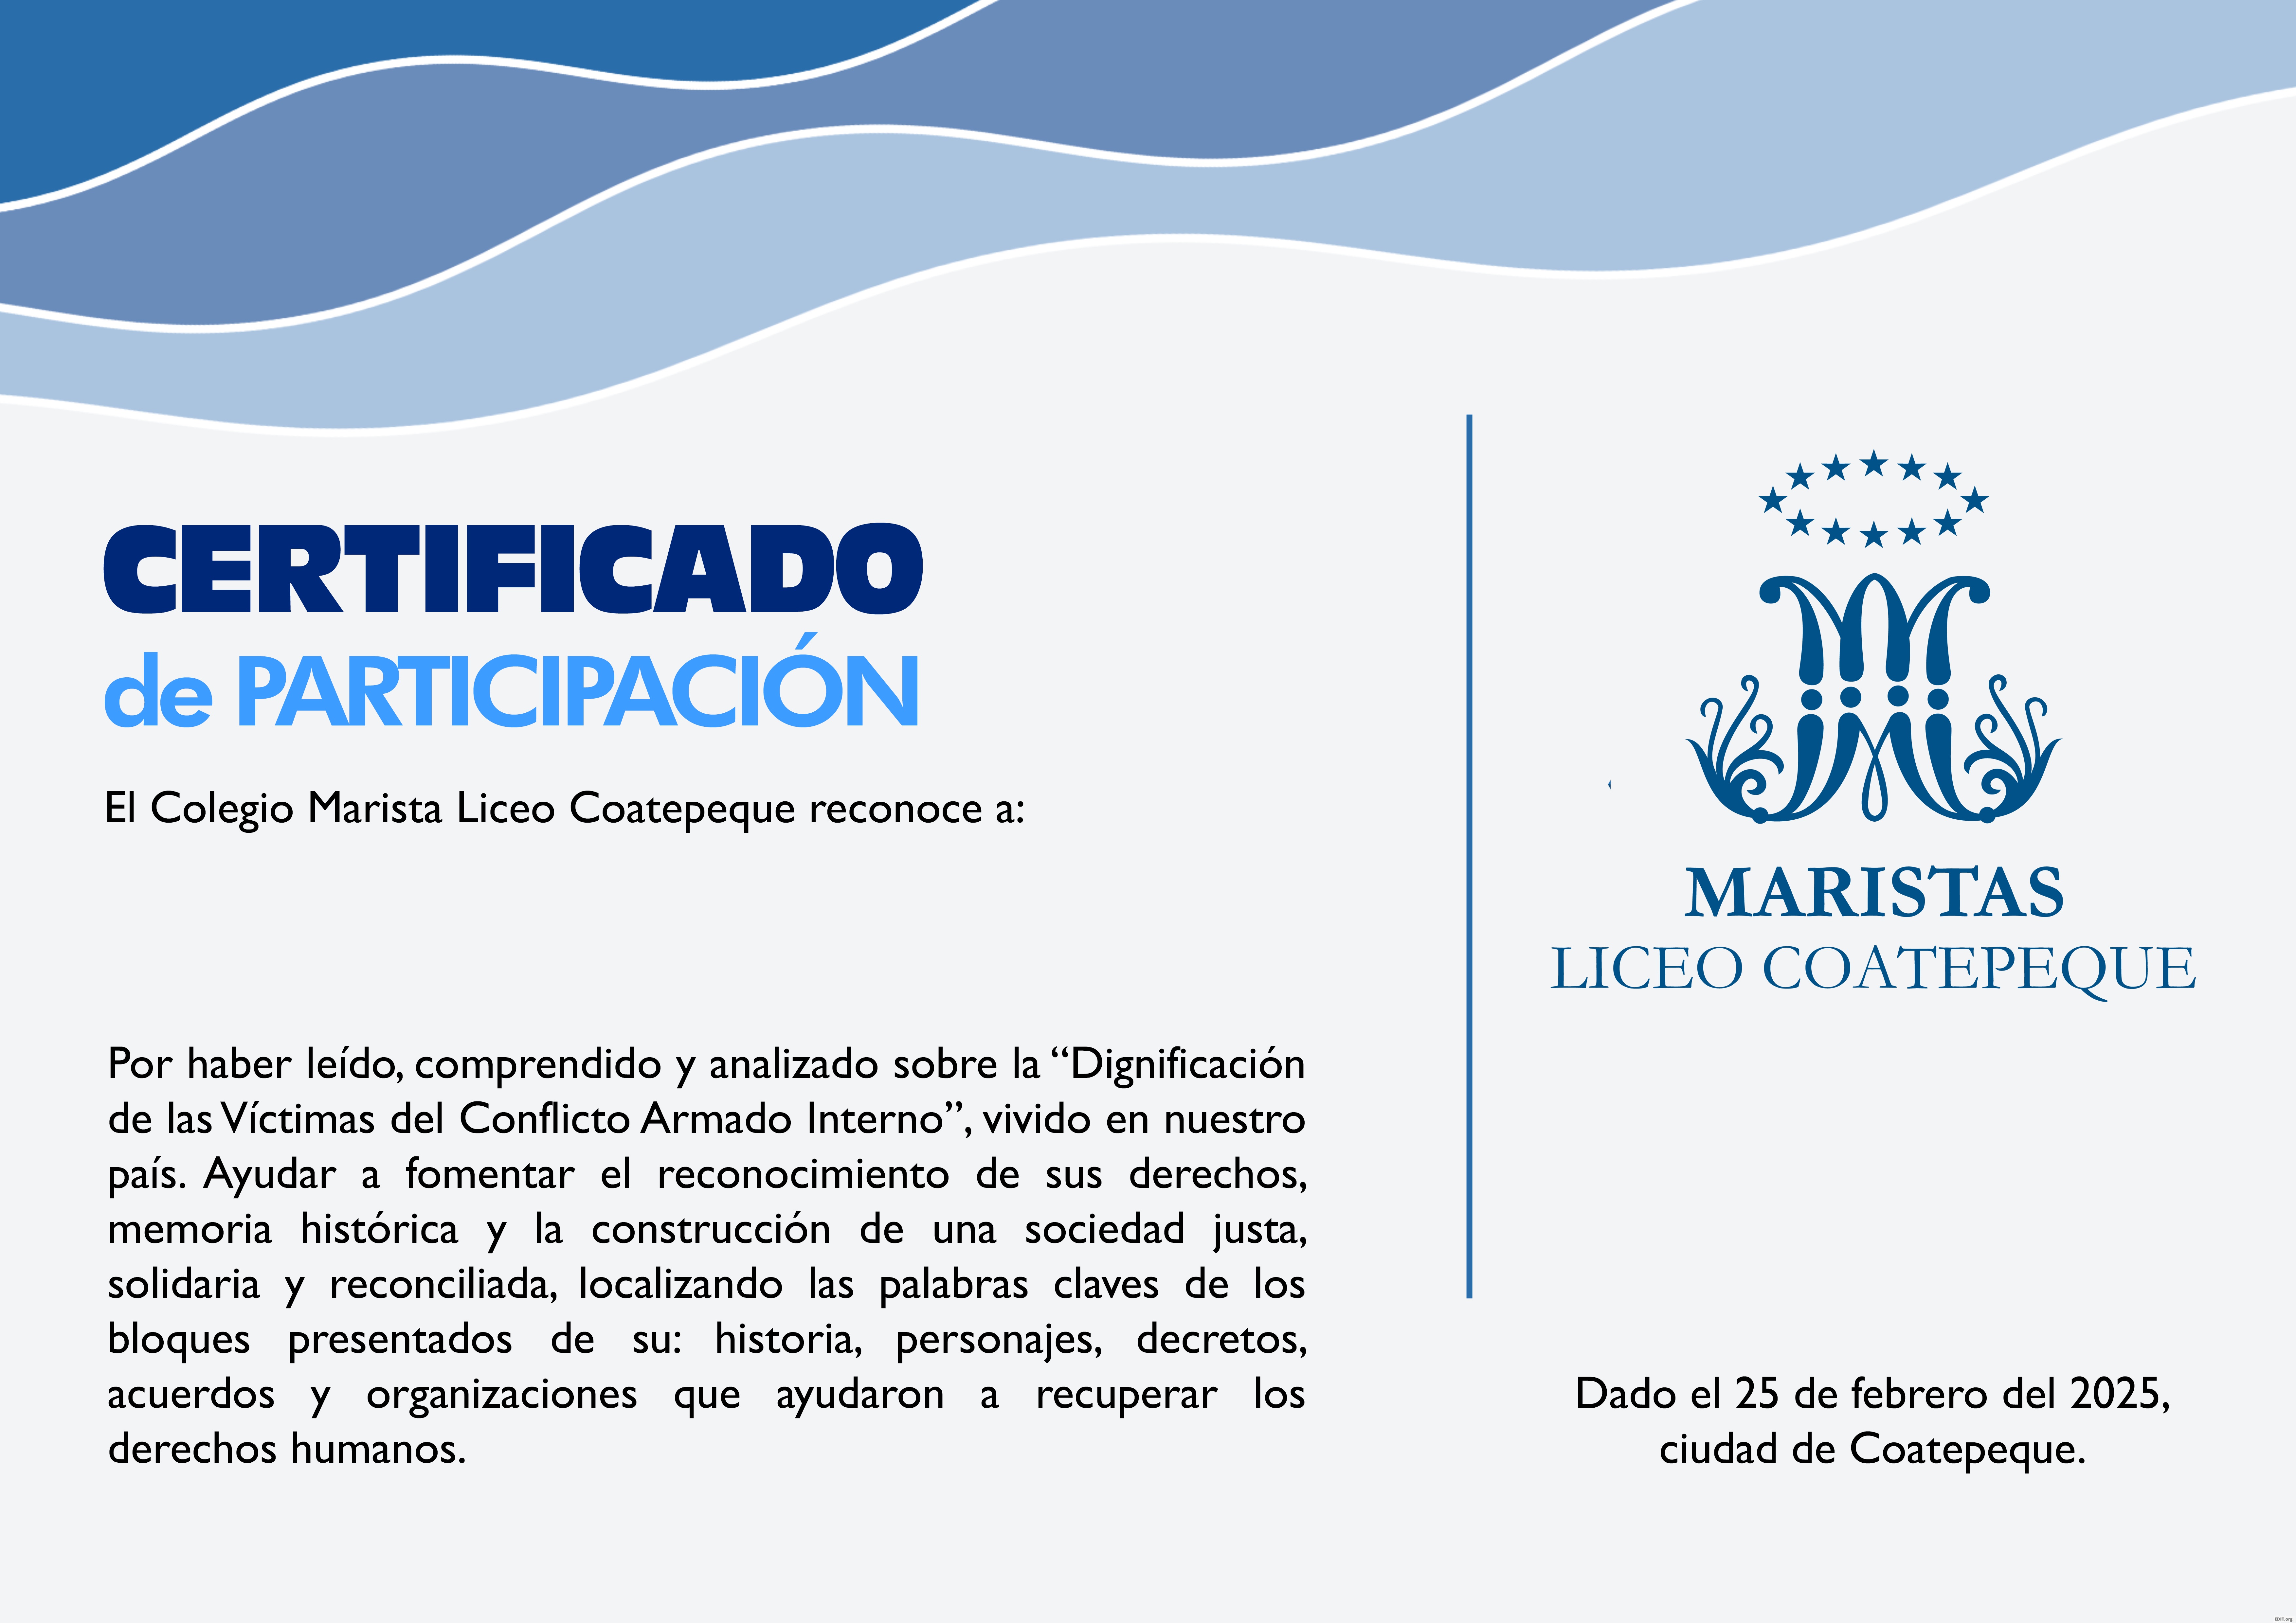 CERTIFICADO
de PARTICIPACIÓN
El Colegio Marista Liceo Coatepeque reconoce a:
Por haber leído, comprendido y analizado sobre la “Dignificación
de las Víctimas del Conflicto Armado Interno”, vivido en nuestro
país. Ayudar a fomentar el reconocimiento de sus derechos,
memoria histórica y la construcción de una sociedad justa,
solidaria y reconciliada, localizando las palabras claves de los
bloques presentados de su: historia, personajes, decretos,
acuerdos y organizaciones que ayudaron a recuperar los
derechos humanos.
MARISTAS
LICEO COATEPEQUE
Dado el 25 de febrero del 2025,
ciudad de Coatepeque.